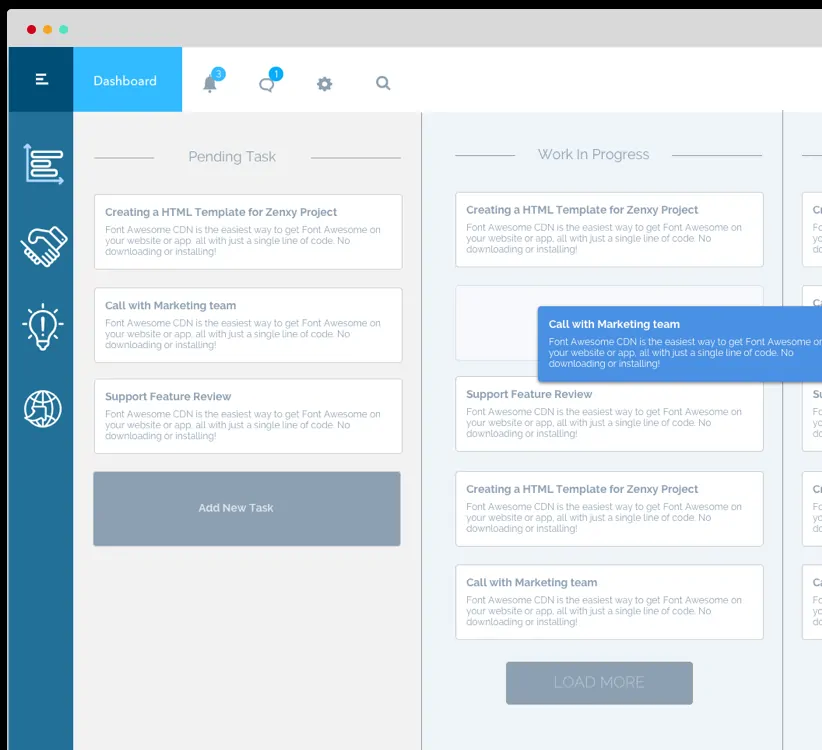 Dashboard
3
1
Pending Task
Creating a HTML Template for Zenxy Project
Font Awesome CDN is the easiest way to get Font Awesome on
your website or app, all with just a single line of code. No
downloading or installing!
Call with Marketing team
Font Awesome CDN is the easiest way to get Font Awesome on
your website or app, all with just a single line of code. No
downloading or installing!
Support Feature Review
Font Awesome CDN is the easiest way to get Font Awesome on
your website or app, all with just a single line of code. No
downloading or installing!
Add New Task
Work In Progress
Creating a HTML Template for Zenxy Project
Font Awesome CDN is the easiest way to get Font Awesome on
your website or app, all with just a single line of code. No
downloading or installing!
Call with Marketing team
Font Awesome CDN is the easiest way to get Font Awesome on
your website or app, all with just a single line of code. No
downloading or installing!
Support Feature Review
Font Awesome CDN is the easiest way to get Font Awesome on
your website or app, all with just a single line of code. No
downloading or installing!
Creating a HTML Template for Zenxy Project
Font Awesome CDN is the easiest way to get Font Awesome on
your website or app, all with just a single line of code. No
downloading or installing!
Call with Marketing team
Font Awesome CDN is the easiest way to get Font Awesome on
your website or app, all with just a single line of code. No
downloading or installing!
LOAD MORE